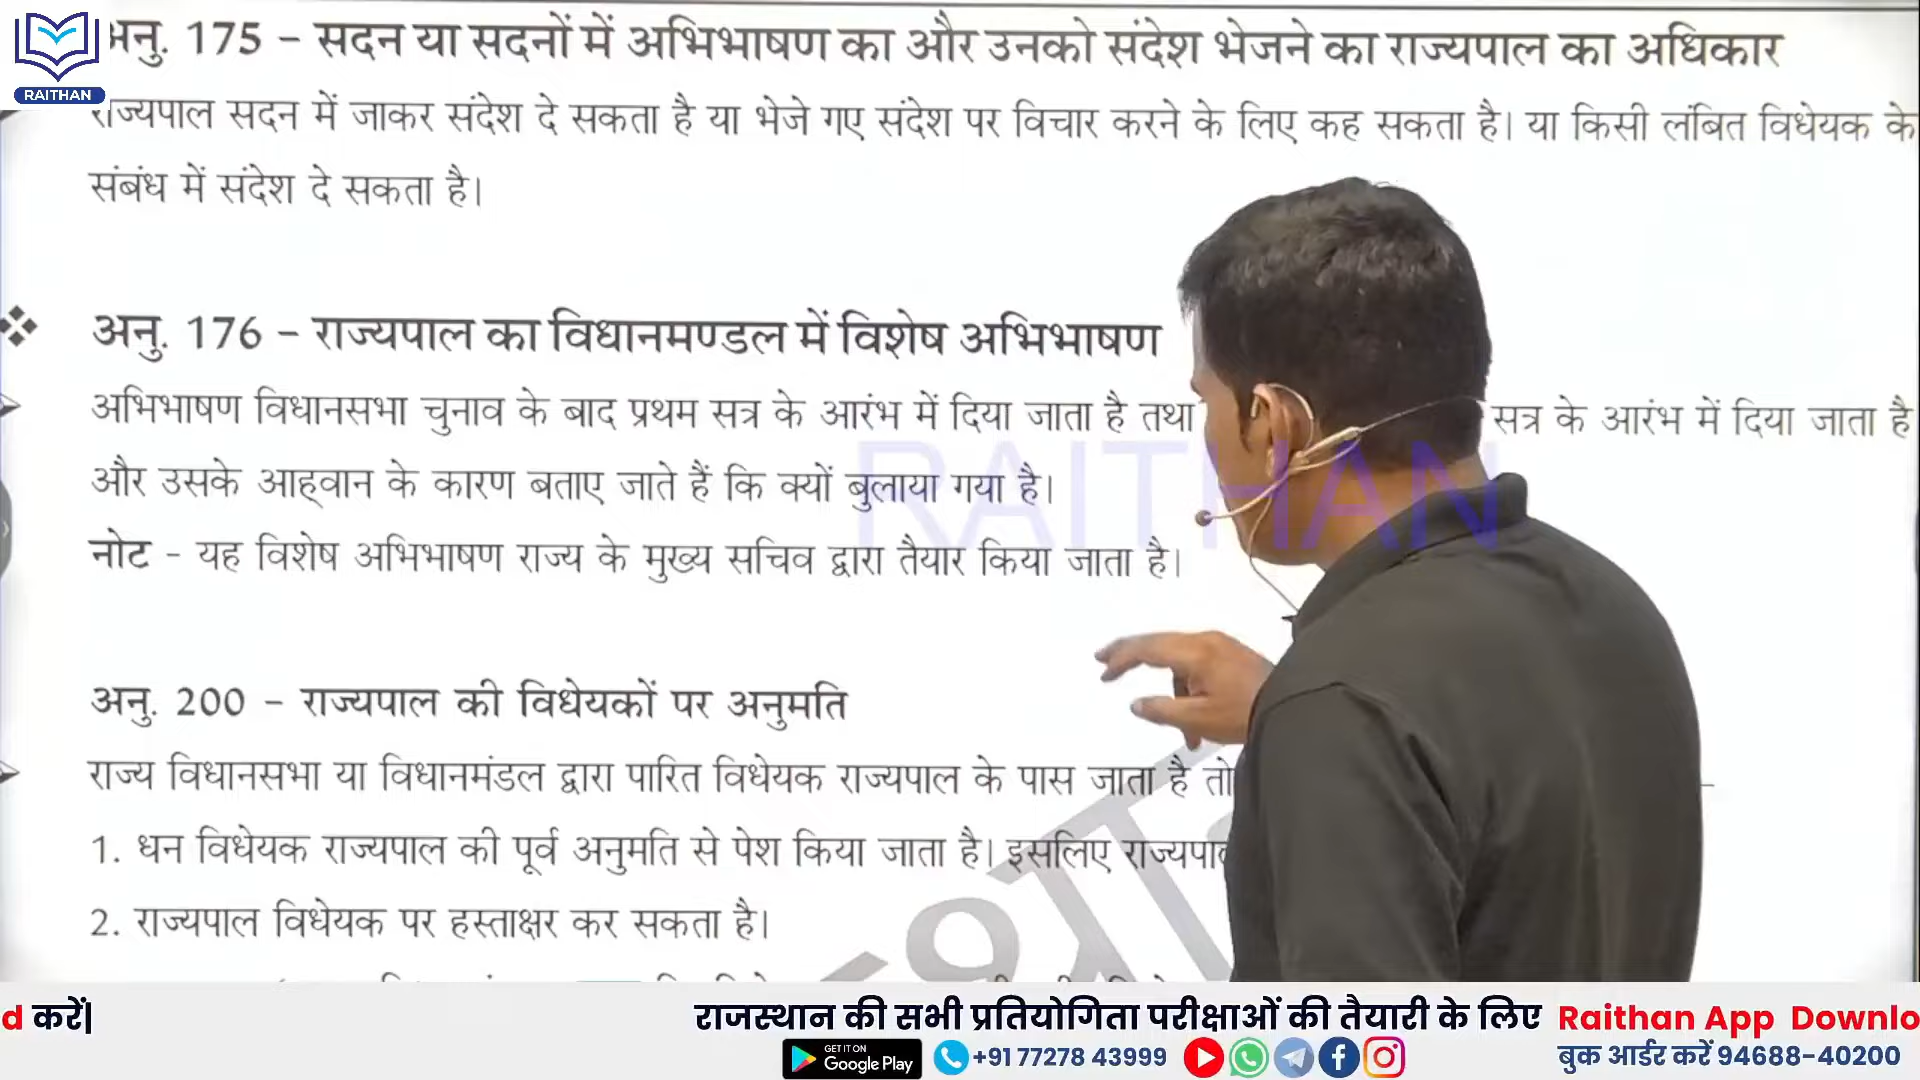 अनु. 175 – सदन या सदनों में अभिभाषण का और उनको संदेश भेजने का राज्यपाल का अधिकार
RAITHAN
राज्यपाल सदन में जाकर संदेश दे सकता है या भेजे गए संदेश पर विचार करने के लिए कह सकता है। या किसी लंबित विधेयक के
संबंध में संदेश दे सकता है।
अनु. 176 – राज्यपाल का विधानमण्डल में विशेष अभिभाषण
अभिभाषण विधानसभा चुनाव के बाद प्रथम सत्र के आरंभ में दिया जाता है तथा सत्र के आरंभ में दिया जाता है
और उसके आह्वान के कारण बताए जाते हैं कि क्यों बुलाया गया है।
RAITHAN
नोट - यह विशेष अभिभाषण राज्य के मुख्य सचिव द्वारा तैयार किया जाता है।
अनु. 200 – राज्यपाल की विधेयकों पर अनुमति
राज्य विधानसभा या विधानमंडल द्वारा पारित विधेयक राज्यपाल के पास जाता है तो
1. धन विधेयक राज्यपाल की पूर्व अनुमति से पेश किया जाता है। इसलिए
2. राज्यपाल विधेयक पर हस्ताक्षर कर सकता है।
d करें| राजस्थान की सभी प्रतियोगिता परीक्षाओं की तैयारी के लिए Raithan App Downlo
GET IT ON
Google Play
+91 77278 43999
बुक आर्डर करें 94688-40200